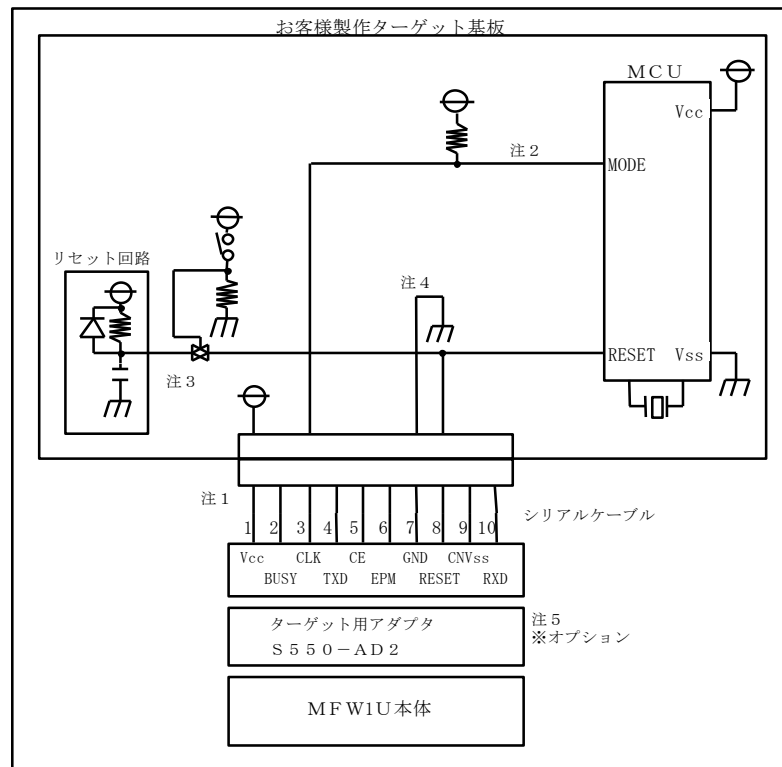 お客様製作ターゲット基板
MCU
Vcc
注２
MODE
リセット回路
注４
RESET Vss
注３
注１
シリアルケーブル
1 2 3 4 5 6 7 8 9 10
Vcc CLK CE GND CNVss
BUSY TXD EPM RESET RXD
ターゲット用アダプタ
Ｓ５５０－ＡＤ２
注５
※オプション
ＭＦＷ1Ｕ本体